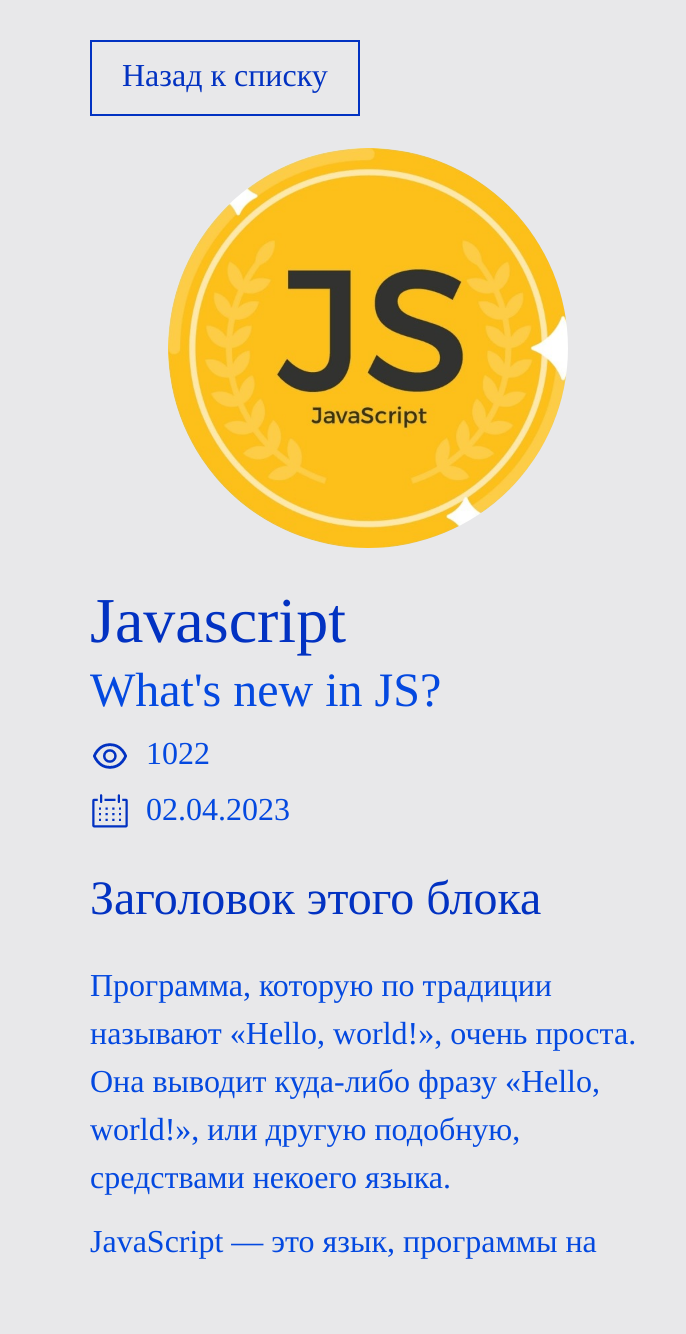 Назад к списку
JS
JavaScript
Javascript
What's new in JS?
1022
02.04.2023
Заголовок этого блока
Программа, которую по традиции
называют «Hello, world!», очень проста.
Она выводит куда-либо фразу «Hello,
world!», или другую подобную,
средствами некоего языка.
JavaScript — это язык, программы на